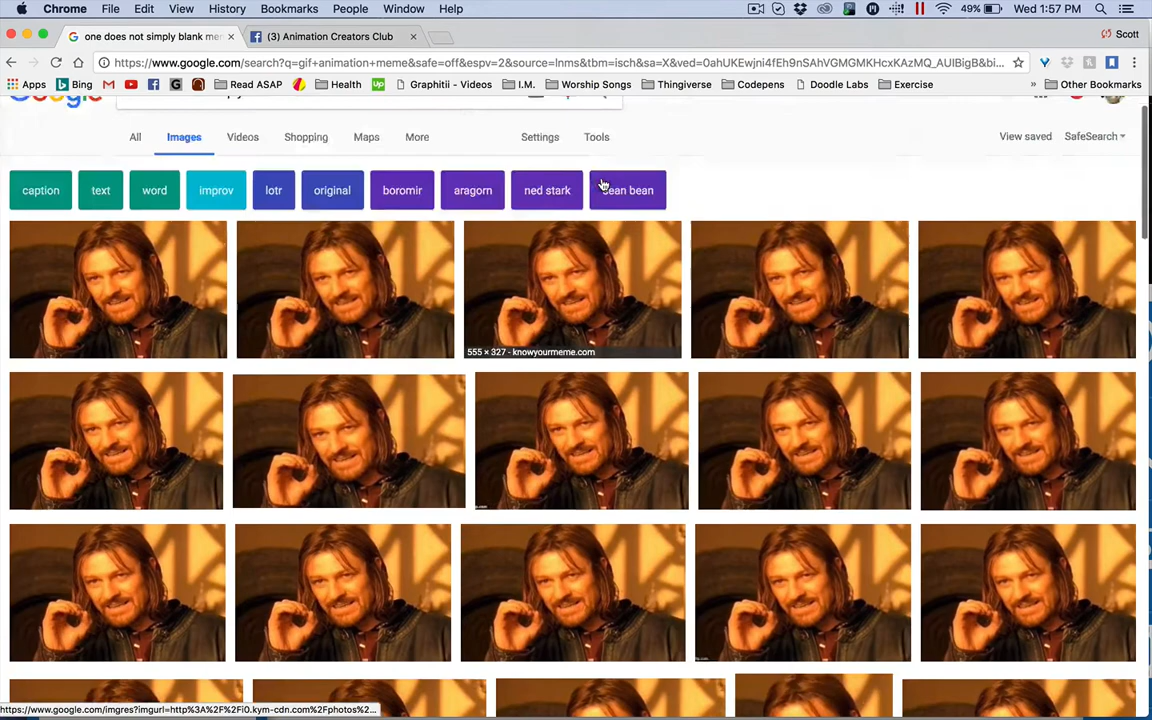 Chrome File Edit View History Bookmarks People Window Help 49% Wed 1:57 PM
one does not simply blank mem × (3) Animation Creators Club × Scott
https://www.google.com/search?q=gif+animation+meme&safe=off&espv=2&source=lnms&tbm=isch&sa=X&ved=0ahUKEwjni4fEh9nSAhVGMGMKHcxKAzMQ_AUIBigB&bi...
Apps Bing Read ASAP Health Up Graphitii - Videos I.M. Worship Songs Thingiverse Codepens Doodle Labs Exercise » Other Bookmarks
Google
All Images Videos Shopping Maps More Settings Tools View saved SafeSearch
caption text word improv lotr original boromir aragorn ned stark sean bean
555 × 327 - knowyourmeme.com
https://www.google.com/imgres?imgurl=http%3A%2F%2Fi0.kym-cdn.com%2Fphotos%2...